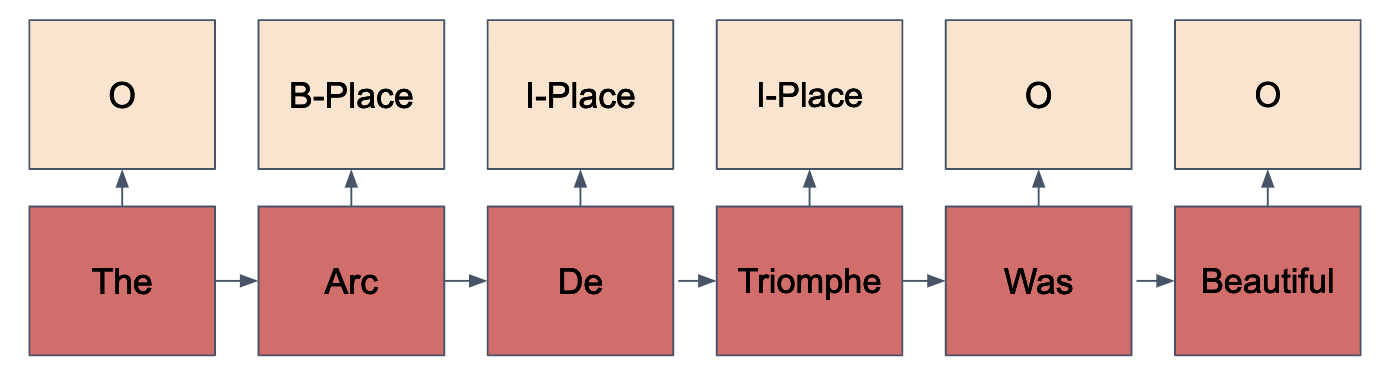 O B-Place I-Place I-Place O O
The Arc De Triomphe Was Beautiful